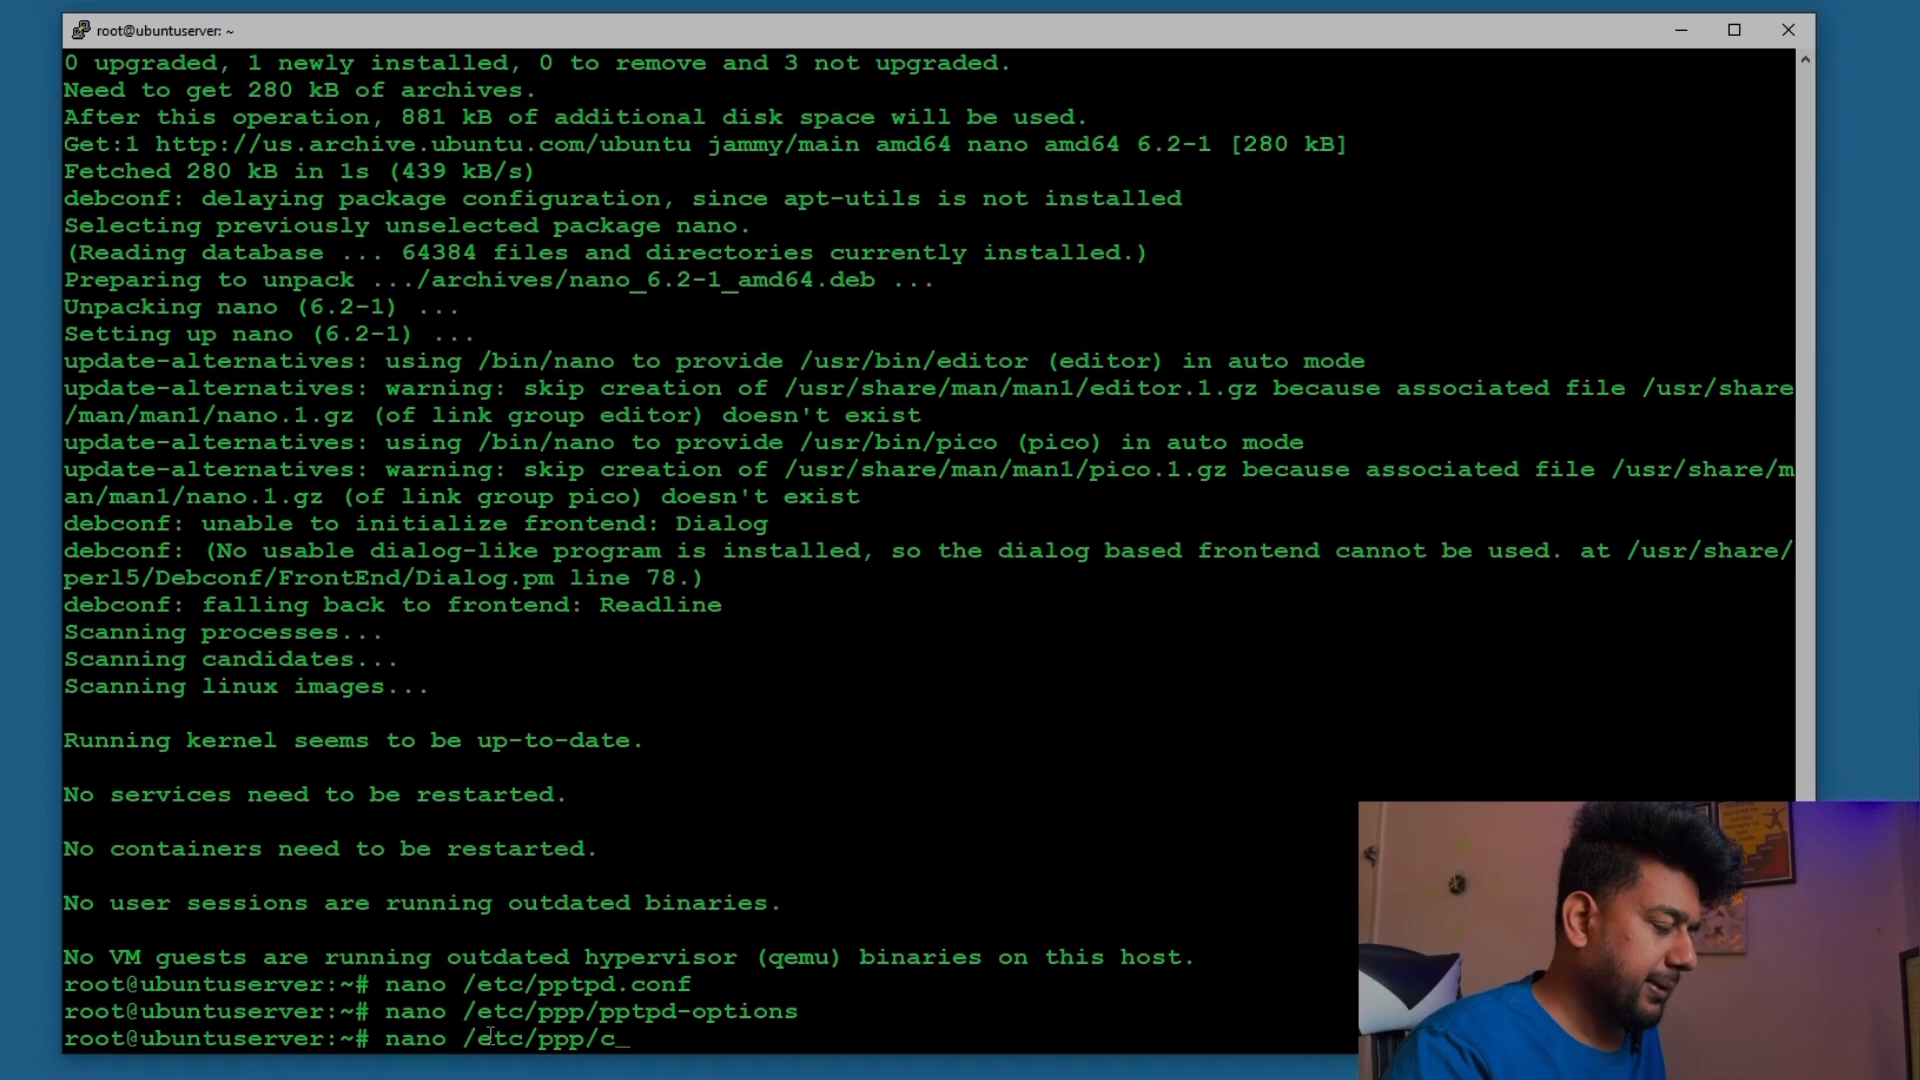 root@ubuntuserver: ~
0 upgraded, 1 newly installed, 0 to remove and 3 not upgraded.
Need to get 280 kB of archives.
After this operation, 881 kB of additional disk space will be used.
Get:1 http://us.archive.ubuntu.com/ubuntu jammy/main amd64 nano amd64 6.2-1 [280 kB]
Fetched 280 kB in 1s (439 kB/s)
debconf: delaying package configuration, since apt-utils is not installed
Selecting previously unselected package nano.
(Reading database ... 64384 files and directories currently installed.)
Preparing to unpack .../archives/nano_6.2-1_amd64.deb ...
Unpacking nano (6.2-1) ...
Setting up nano (6.2-1) ...
update-alternatives: using /bin/nano to provide /usr/bin/editor (editor) in auto mode
update-alternatives: warning: skip creation of /usr/share/man/man1/editor.1.gz because associated file /usr/share
/man/man1/nano.1.gz (of link group editor) doesn't exist
update-alternatives: using /bin/nano to provide /usr/bin/pico (pico) in auto mode
update-alternatives: warning: skip creation of /usr/share/man/man1/pico.1.gz because associated file /usr/share/m
an/man1/nano.1.gz (of link group pico) doesn't exist
debconf: unable to initialize frontend: Dialog
debconf: (No usable dialog-like program is installed, so the dialog based frontend cannot be used. at /usr/share/
perl5/Debconf/FrontEnd/Dialog.pm line 78.)
debconf: falling back to frontend: Readline
Scanning processes...
Scanning candidates...
Scanning linux images...
Running kernel seems to be up-to-date.
No services need to be restarted.
No containers need to be restarted.
No user sessions are running outdated binaries.
No VM guests are running outdated hypervisor (qemu) binaries on this host.
root@ubuntuserver:~# nano /etc/pptpd.conf
root@ubuntuserver:~# nano /etc/ppp/pptpd-options
root@ubuntuserver:~# nano /etc/ppp/c_